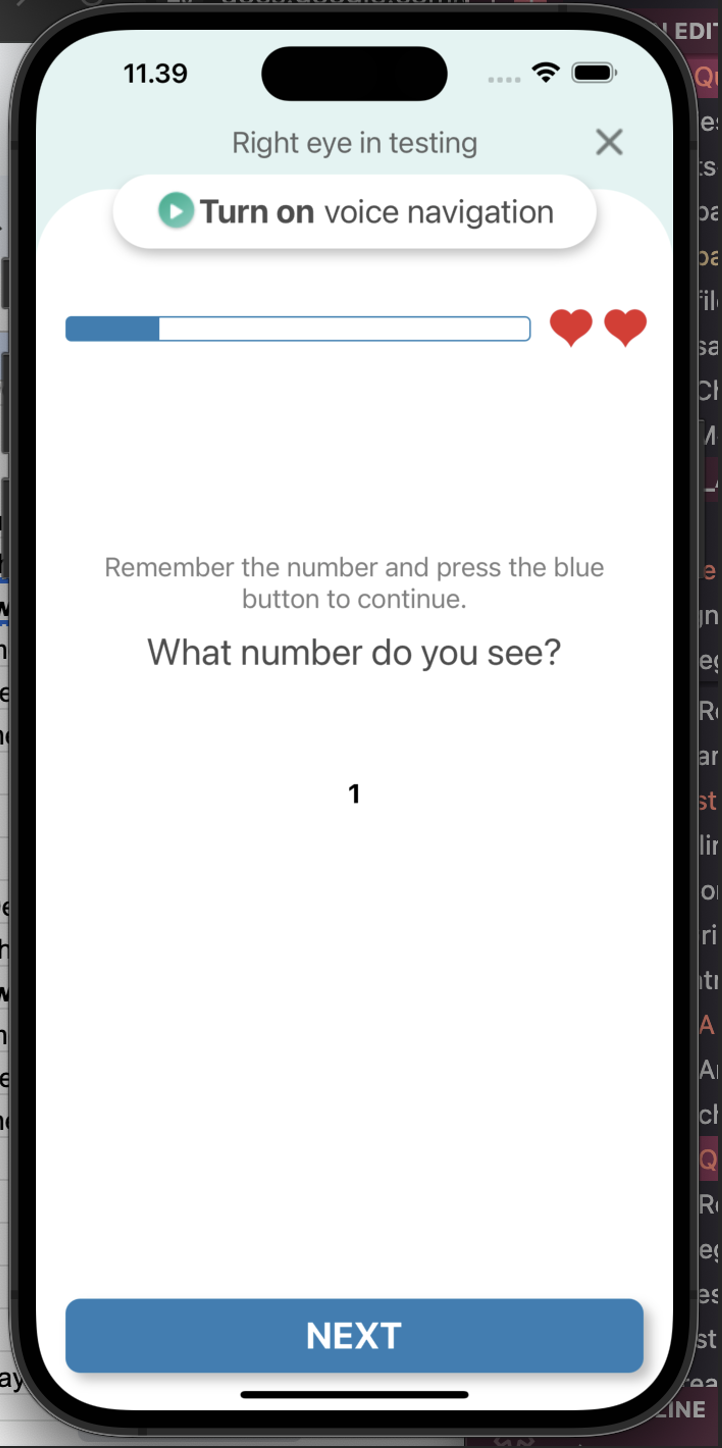 11.39
Right eye in testing
Turn on voice navigation
Remember the number and press the blue
button to continue.
What number do you see?
1
NEXT